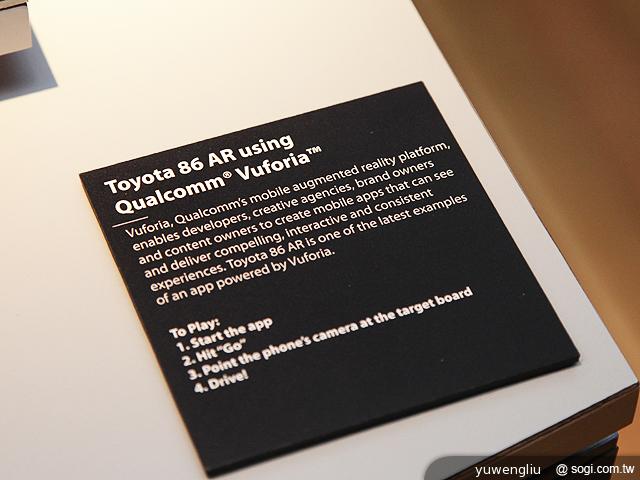 Toyota 86 AR using
Qualcomm® Vuforia™
Vuforia, Qualcomm's mobile augmented reality platform,
enables developers, creative agencies, brand owners
and content owners to create mobile apps that can see
and deliver compelling, interactive and consistent
experiences. Toyota 86 AR is one of the latest examples
of an app powered by Vuforia.
To Play:
1. Start the app
2. Hit "Go"
3. Point the phone's camera at the target board
4. Drive!
yuwengliu @ sogi.com.tw